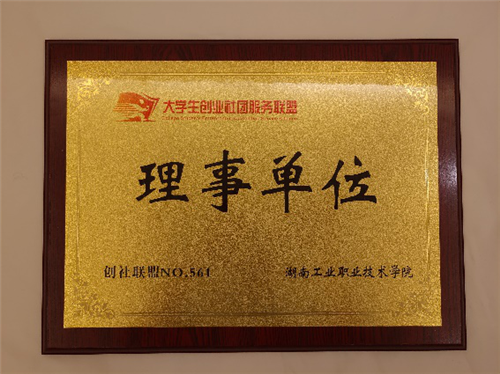 大学生创业社团服务联盟
理事单位
创社联盟NO.561
湖南工业职业技术学院